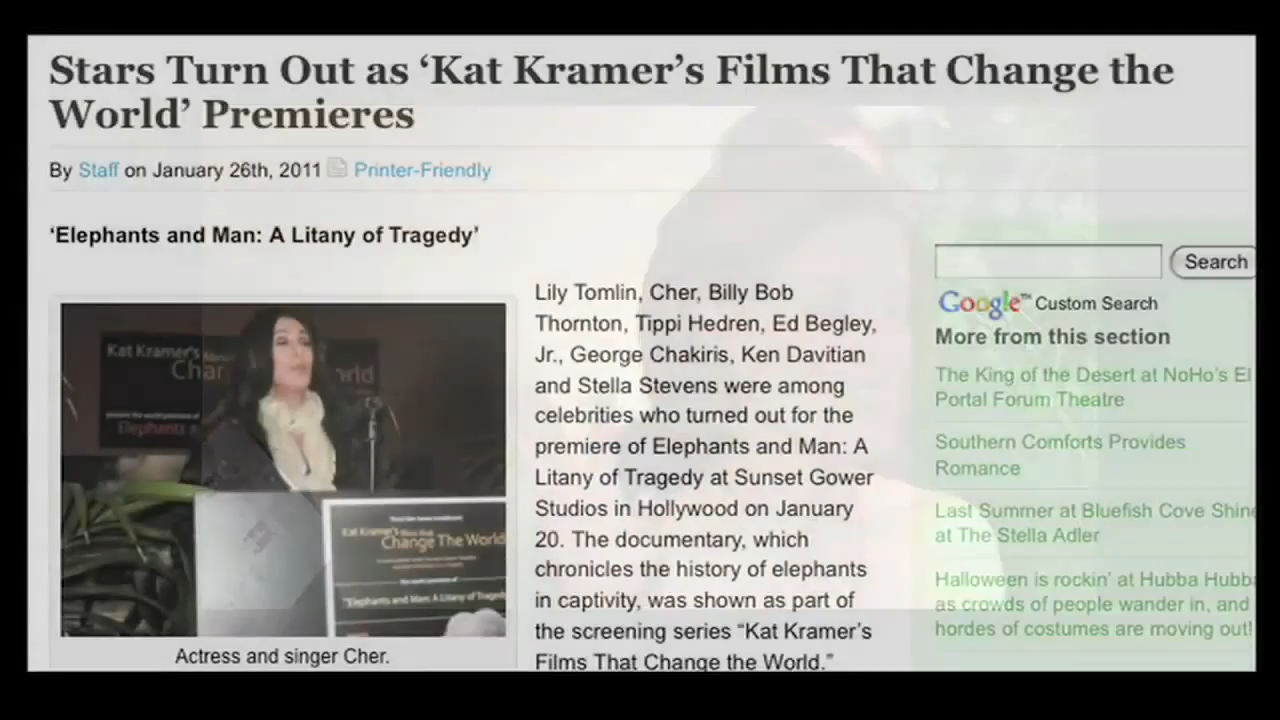 Stars Turn Out as ‘Kat Kramer’s Films That Change the
World’ Premieres
By Staff on January 26th, 2011 Printer-Friendly
‘Elephants and Man: A Litany of Tragedy’
Kat Kramer's
Change The World
"Elephants and Man: A Litany of Tragedy
Actress and singer Cher.
Lily Tomlin, Cher, Billy Bob
Thornton, Tippi Hedren, Ed Begley,
Jr., George Chakiris, Ken Davitian
and Stella Stevens were among
celebrities who turned out for the
premiere of Elephants and Man: A
Litany of Tragedy at Sunset Gower
Studios in Hollywood on January
20. The documentary, which
chronicles the history of elephants
in captivity, was shown as part of
the screening series “Kat Kramer’s
Films That Change the World.”
Search
Google™ Custom Search
More from this section
The King of the Desert at NoHo’s El
Portal Forum Theatre
Southern Comforts Provides
Romance
Last Summer at Bluefish Cove Shine
at The Stella Adler
Halloween is rockin’ at Hubba Hubba
as crowds of people wander in, and
hordes of costumes are moving out!